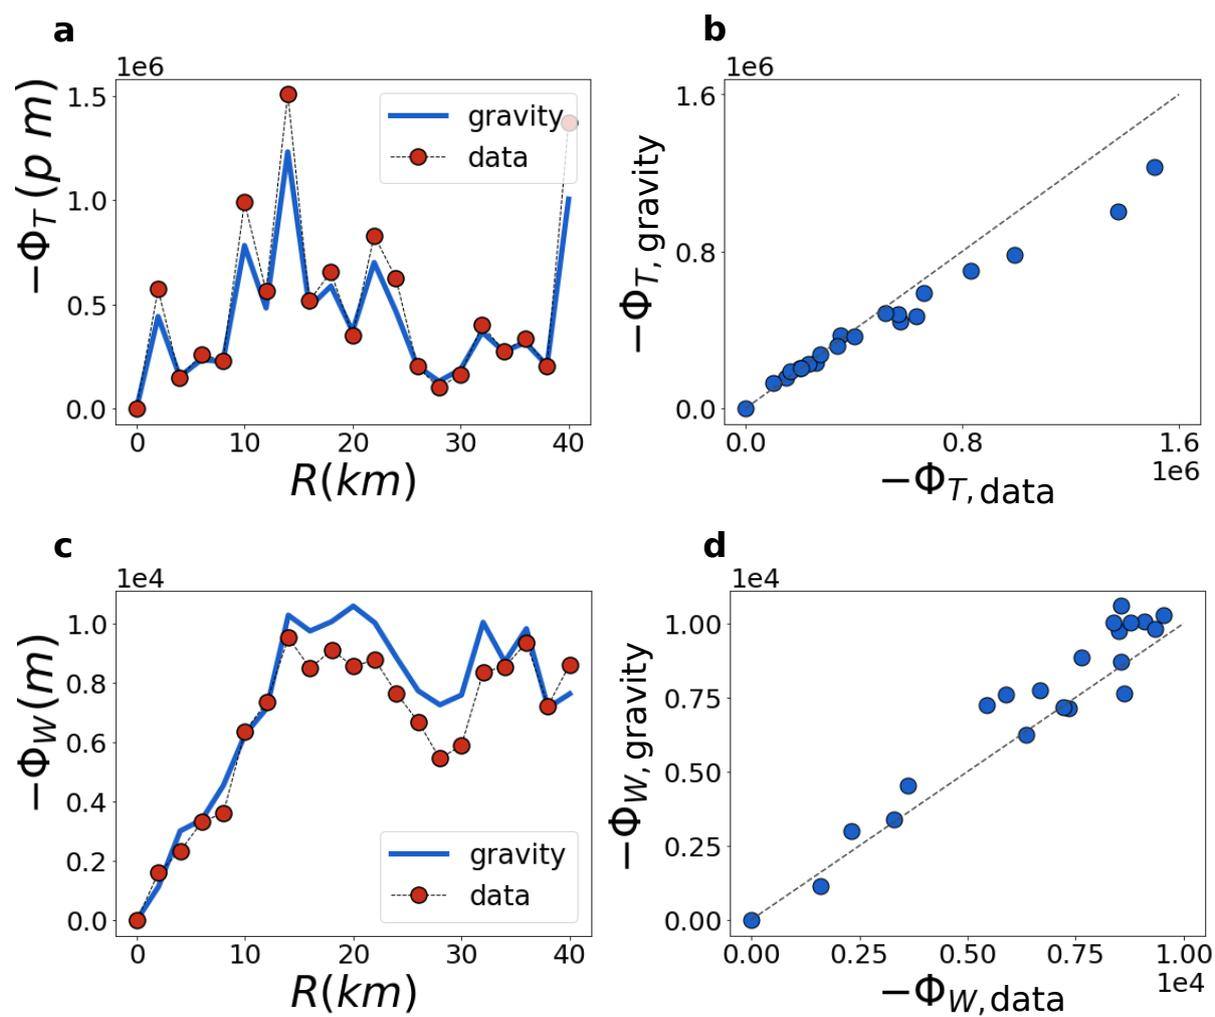 a
1e6
−Φ_T (p m)
1.5
1.0
0.5
0.0
gravity
data
0 10 20 30 40
R(km)
b
1e6
−Φ_T, gravity
1.6
0.8
0.0
0.0 0.8 1.6
1e6
−Φ_T, data
c
1e4
−Φ_W(m)
1.0
0.8
0.6
0.4
0.2
0.0
gravity
data
0 10 20 30 40
R(km)
d
1e4
−Φ_W, gravity
1.00
0.75
0.50
0.25
0.00
0.00 0.25 0.50 0.75 1.00
1e4
−Φ_W, data